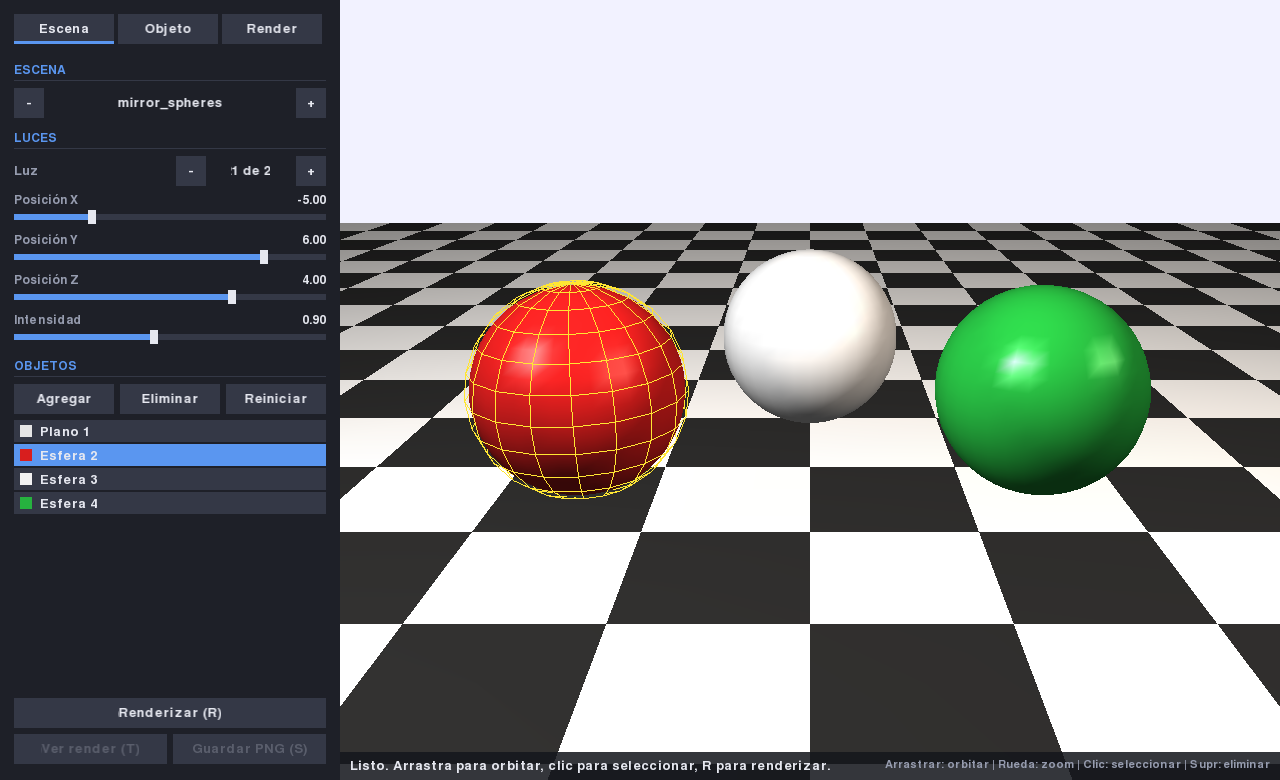 Escena Objeto Render
ESCENA
- mirror_spheres +
LUCES
Luz - 1 de 2 +
Posición X -5.00
Posición Y 6.00
Posición Z 4.00
Intensidad 0.90
OBJETOS
Agregar Eliminar Reiniciar
Plano 1
Esfera 2
Esfera 3
Esfera 4
Renderizar (R)
Ver render (T) Guardar PNG (S)
Listo. Arrastra para orbitar, clic para seleccionar, R para renderizar.
Arrastrar: orbitar | Rueda: zoom | Clic: seleccionar | Supr: eliminar